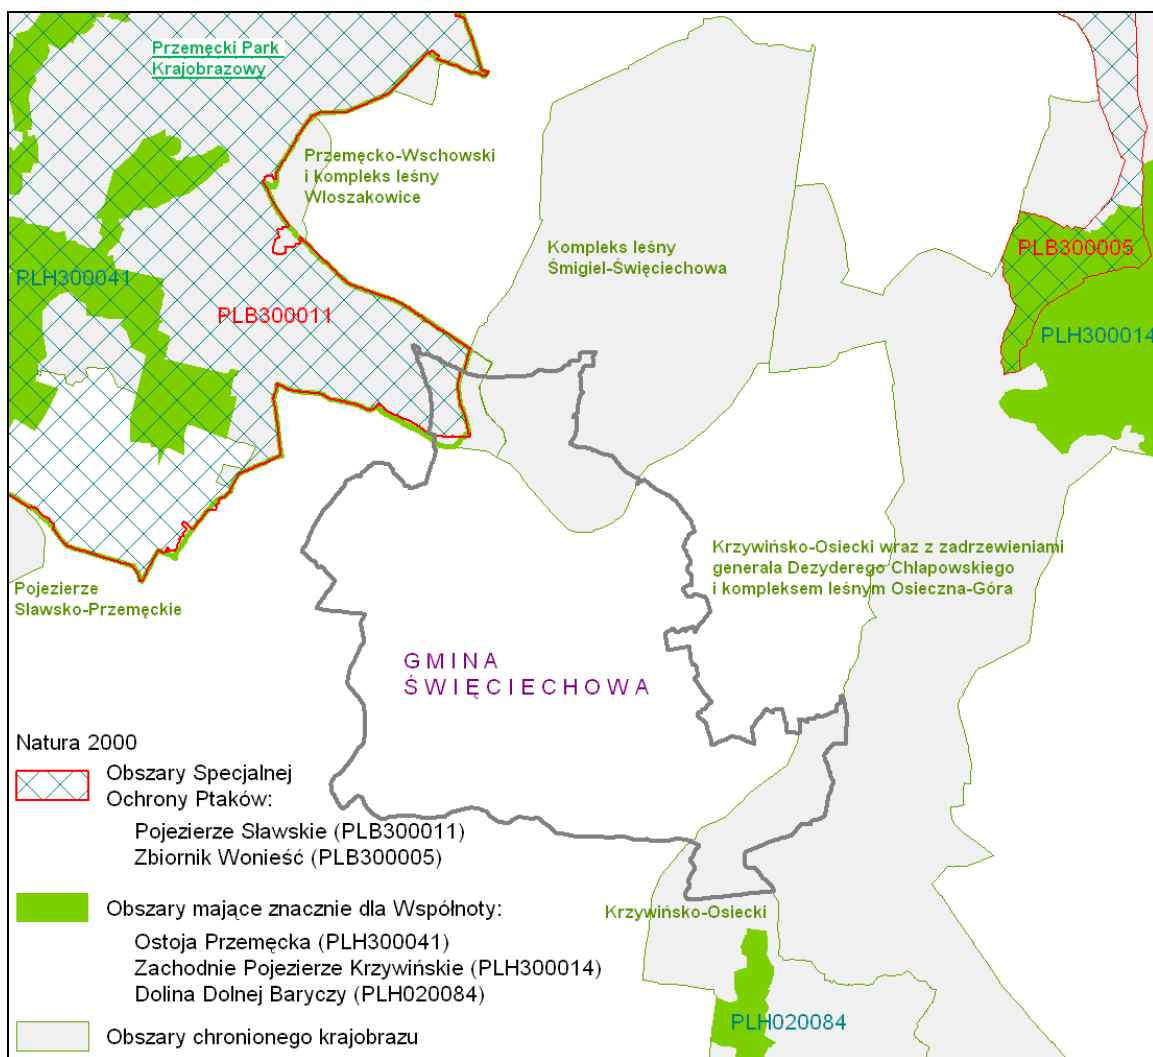 Przemęcki Park
Krajobrazowy
Przemęcko-Wschowski
i kompleks leśny
Włoszakowice
Kompleks leśny
Śmigiel-Święciechowa
PLB300005
PLH300041
PLB300011
PLH300014
Krzywińsko-Osiecki wraz z zadrzewieniami
generała Dezyderego Chłapowskiego
i kompleksem leśnym Osieczna-Góra
Pojezierze
Sławsko-Przemęckie
GMINA
ŚWIĘCIECHOWA
Natura 2000
Obszary Specjalnej
Ochrony Ptaków:
Pojezierze Sławskie (PLB300011)
Zbiornik Wonieść (PLB300005)
Obszary mające znacznie dla Wspólnoty:
Ostoja Przemęcka (PLH300041)
Zachodnie Pojezierze Krzywińskie (PLH300014)
Dolina Dolnej Baryczy (PLH020084)
Obszary chronionego krajobrazu
Krzywińsko-Osiecki
PLH020084